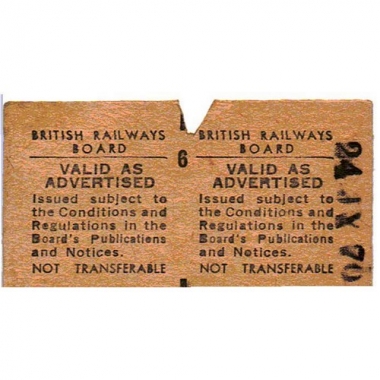 BRITISH RAILWAYS
BOARD
VALID AS
ADVERTISED
Issued subject to
the Conditions and
Regulations in the
Board's Publications
and Notices.
NOT TRANSFERABLE
6
BRITISH RAILWAYS
BOARD
VALID AS
ADVERTISED
Issued subject to
the Conditions and
Regulations in the
Board's Publications
and Notices.
NOT TRANSFERABLE
24 JX 70